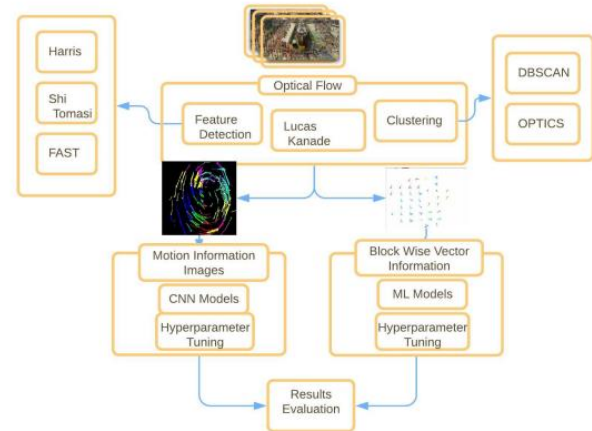 Harris
Shi
Tomasi
FAST
Optical Flow
Feature
Detection
Lucas
Kanade
Clustering
DBSCAN
OPTICS
Motion Information
Images
CNN Models
Hyperparameter
Tuning
Block Wise Vector
Information
ML Models
Hyperparameter
Tuning
Results
Evaluation